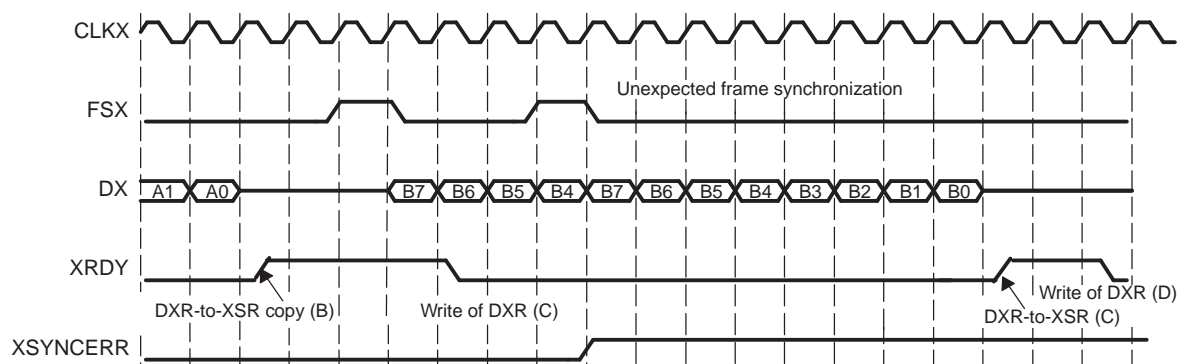 CLKX
Unexpected frame synchronization
FSX
DX A1 A0 B7 B6 B5 B4 B7 B6 B5 B4 B3 B2 B1 B0
XRDY
DXR-to-XSR copy (B) Write of DXR (C) Write of DXR (D)
DXR-to-XSR (C)
XSYNCERR